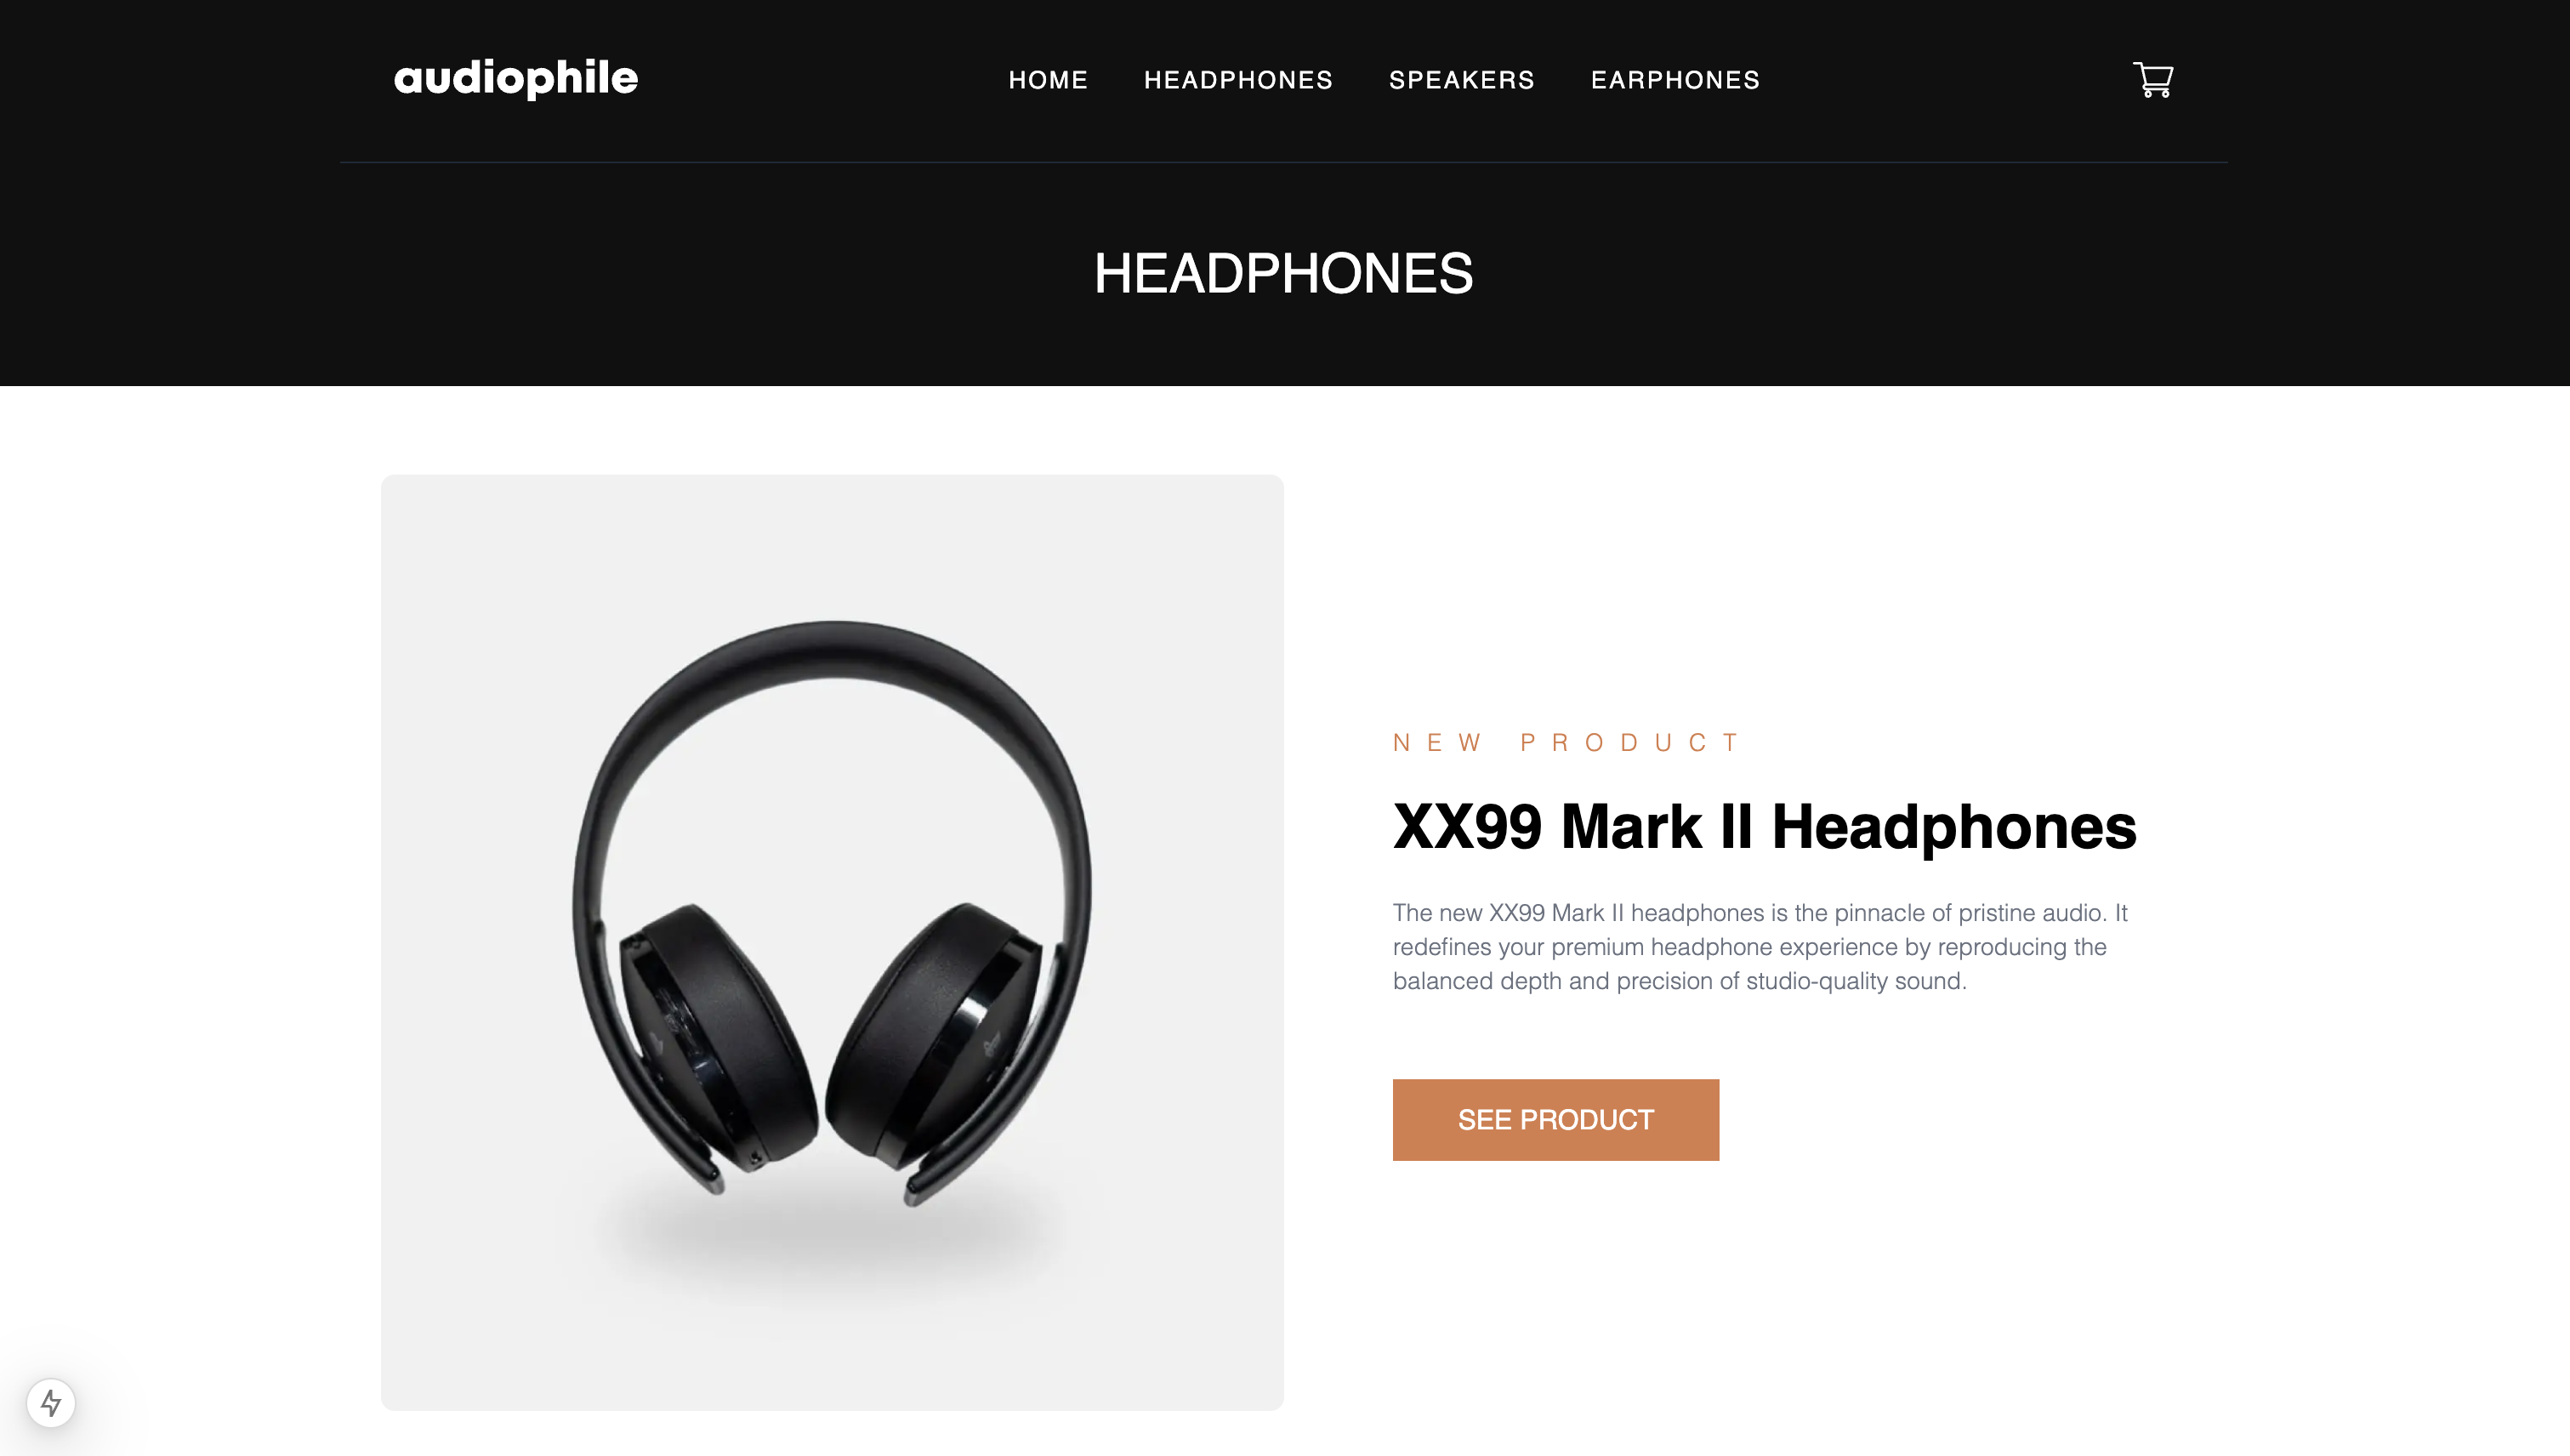 audiophile
HOME HEADPHONES SPEAKERS EARPHONES
HEADPHONES
NEW PRODUCT
XX99 Mark II Headphones
The new XX99 Mark II headphones is the pinnacle of pristine audio. It
redefines your premium headphone experience by reproducing the
balanced depth and precision of studio-quality sound.
SEE PRODUCT